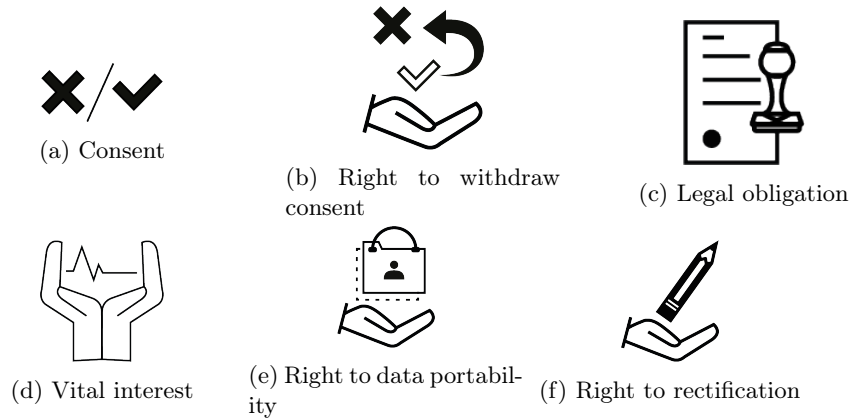 (a) Consent
(b) Right to withdraw
consent
(c) Legal obligation
(d) Vital interest
(e) Right to data portabil-
ity
(f) Right to rectification